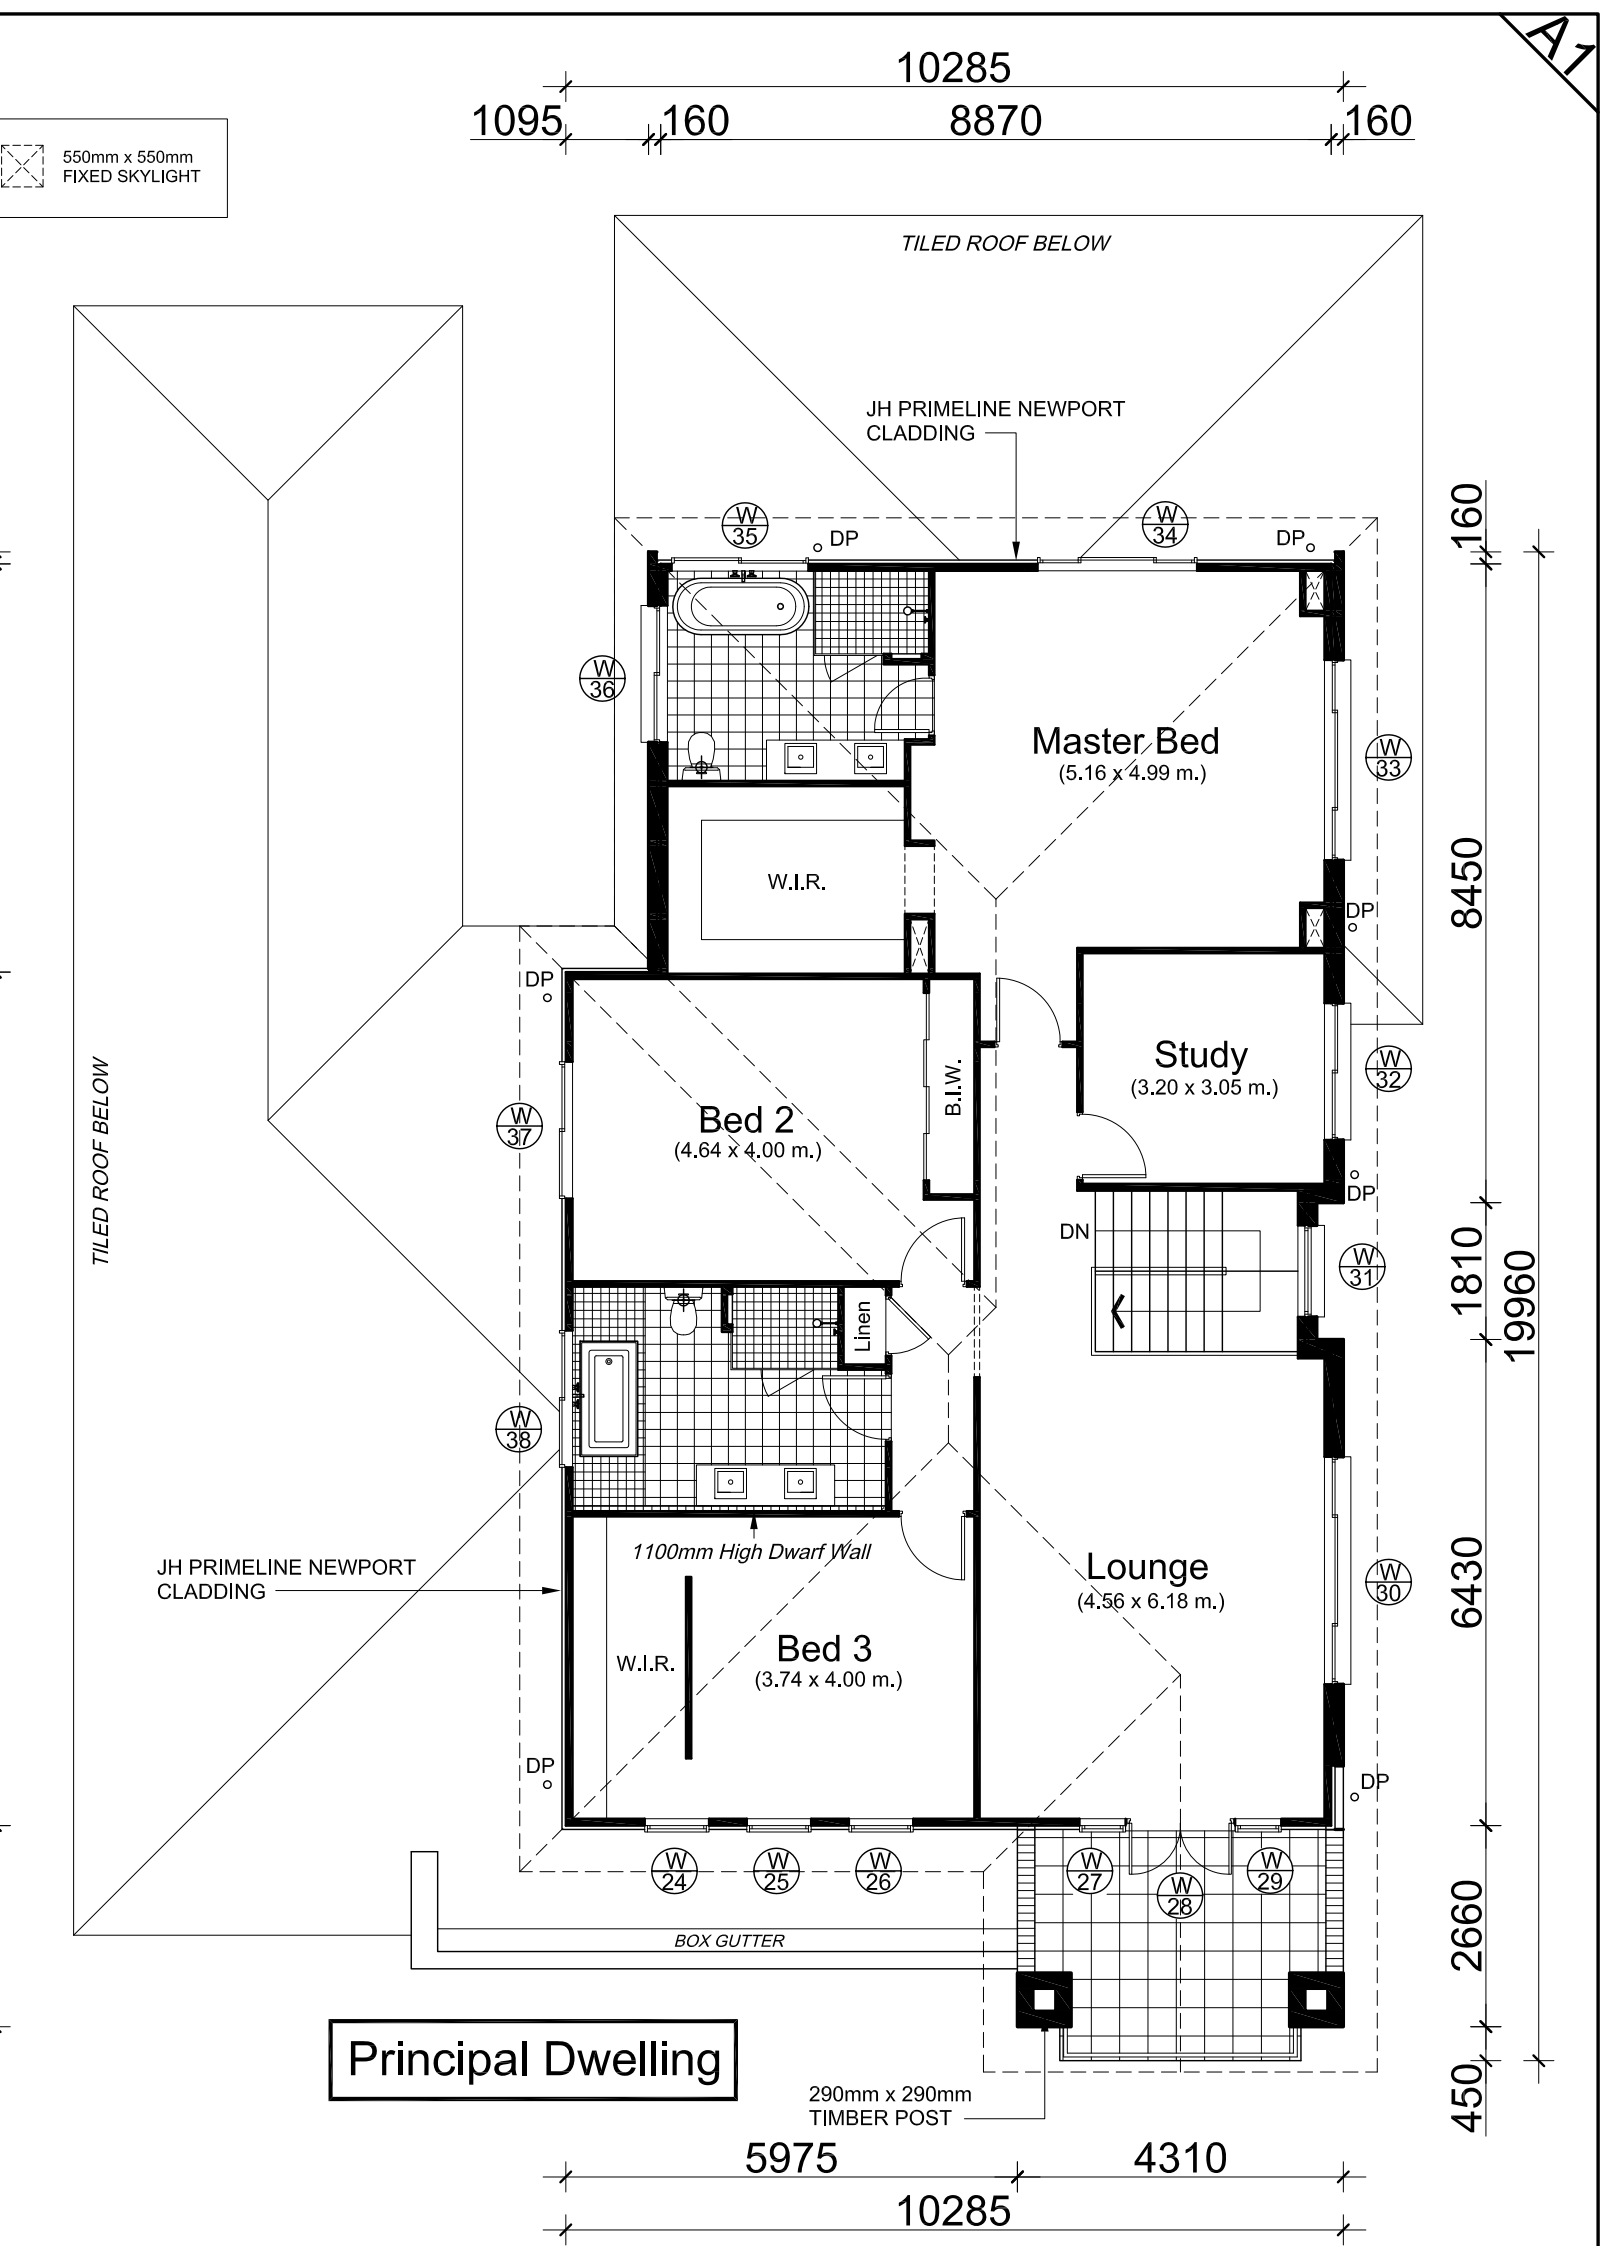 A1
10285
1095 160 8870 160
550mm x 550mm
FIXED SKYLIGHT
TILED ROOF BELOW
JH PRIMELINE NEWPORT
CLADDING
160
W
35
DP
W
34
DP
W
36
Master Bed
(5.16 x 4.99 m.)
W
33
8450
W.I.R.
DP
DP
Study
(3.20 x 3.05 m.)
W
32
B.I.W.
Bed 2
(4.64 x 4.00 m.)
W
37
TILED ROOF BELOW
DP
DN
W
31
1810
19960
Linen
W
38
1100mm High Dwarf Wall
JH PRIMELINE NEWPORT
CLADDING
Lounge
(4.56 x 6.18 m.)
W
30
6430
W.I.R.
Bed 3
(3.74 x 4.00 m.)
DP
DP
W
24
W
25
W
26
W
27
W
28
W
29
2660
BOX GUTTER
Principal Dwelling
290mm x 290mm
TIMBER POST
450
5975 4310
10285